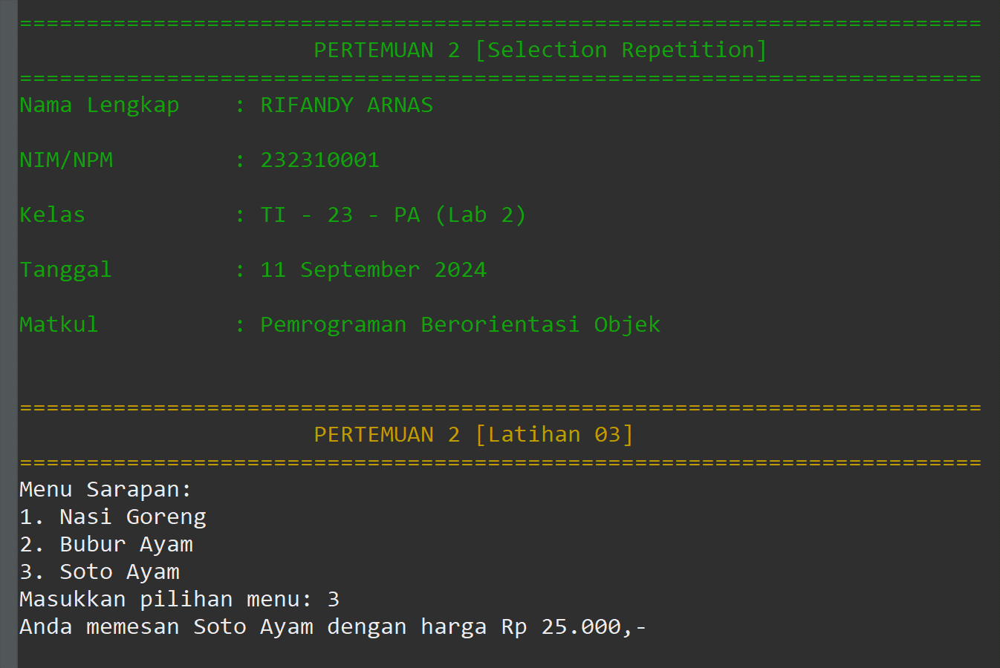 ========================================================================
PERTEMUAN 2 [Selection Repetition]
========================================================================
Nama Lengkap    : RIFANDY ARNAS
NIM/NPM         : 232310001
Kelas           : TI - 23 - PA (Lab 2)
Tanggal         : 11 September 2024
Matkul          : Pemrograman Berorientasi Objek
========================================================================
PERTEMUAN 2 [Latihan 03]
========================================================================
Menu Sarapan:
1. Nasi Goreng
2. Bubur Ayam
3. Soto Ayam
Masukkan pilihan menu: 3
Anda memesan Soto Ayam dengan harga Rp 25.000,-